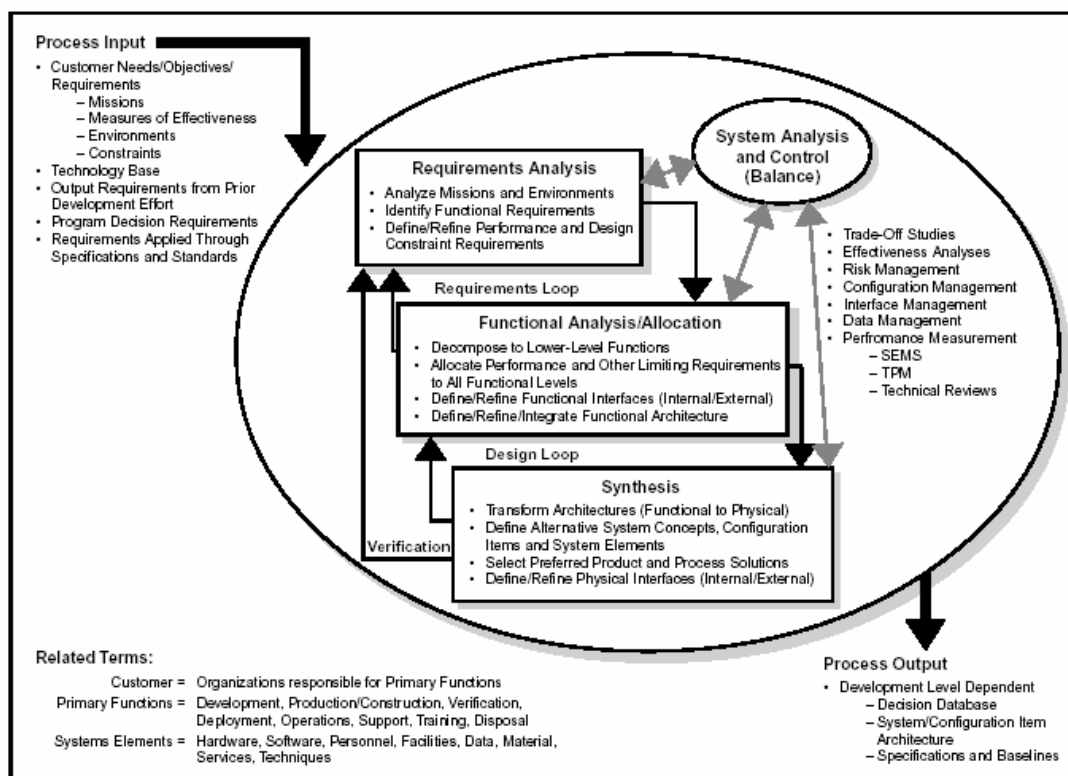 Process Input
• Customer Needs/Objectives/
Requirements
– Missions
– Measures of Effectiveness
– Environments
– Constraints
• Technology Base
• Output Requirements from Prior
Development Effort
• Program Decision Requirements
• Requirements Applied Through
Specifications and Standards
System Analysis
and Control
(Balance)
Requirements Analysis
• Analyze Missions and Environments
• Identify Functional Requirements
• Define/Refine Performance and Design
Constraint Requirements
• Trade-Off Studies
• Effectiveness Analyses
• Risk Management
• Configuration Management
• Interface Management
• Data Management
• Perfromance Measurement
– SEMS
– TPM
– Technical Reviews
Requirements Loop
Functional Analysis/Allocation
• Decompose to Lower-Level Functions
• Allocate Performance and Other Limiting Requirements
to All Functional Levels
• Define/Refine Functional Interfaces (Internal/External)
• Define/Refine/Integrate Functional Architecture
Design Loop
Synthesis
• Transform Architectures (Functional to Physical)
• Define Alternative System Concepts, Configuration
Items and System Elements
• Select Preferred Product and Process Solutions
• Define/Refine Physical Interfaces (Internal/External)
Verification
Related Terms:
Customer = Organizations responsible for Primary Functions
Primary Functions = Development, Production/Construction, Verification,
Deployment, Operations, Support, Training, Disposal
Systems Elements = Hardware, Software, Personnel, Facilities, Data, Material,
Services, Techniques
Process Output
• Development Level Dependent
– Decision Database
– System/Configuration Item
Architecture
– Specifications and Baselines